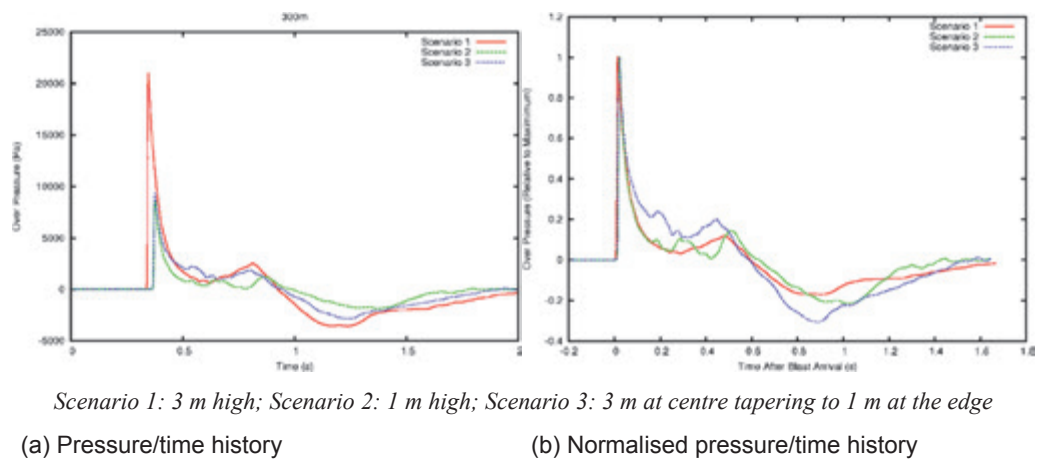 300m
25000
20000
15000
10000
5000
0
-5000
Over Pressure (Pa)
0
0.5
1
1.5
2
Time (s)
Scenario 1
Scenario 2
Scenario 3
1.2
1
0.8
0.6
0.4
0.2
0
-0.2
-0.4
Over Pressure (Relative to Maximimum)
-0.2
0
0.2
0.4
0.6
0.8
1
1.2
1.4
1.6
1.8
Time After Blast Arrival (s)
Scenario 1
Scenario 2
Scenario 3
Scenario 1: 3 m high; Scenario 2: 1 m high; Scenario 3: 3 m at centre tapering to 1 m at the edge
(a) Pressure/time history
(b) Normalised pressure/time history